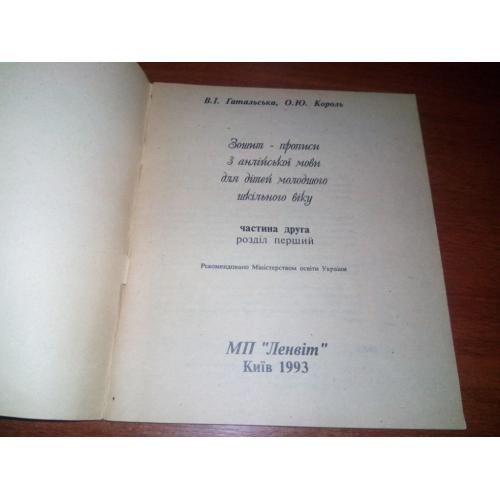 В.І. Гатальська, О.Ю. Король
Зошит - прописи
З анлійської мови
для дітей молодшого
шкільного віку
частина друга
розділ перший
Рекомендовано Міністерством освіти України
МП "Ленвіт"
Київ 1993